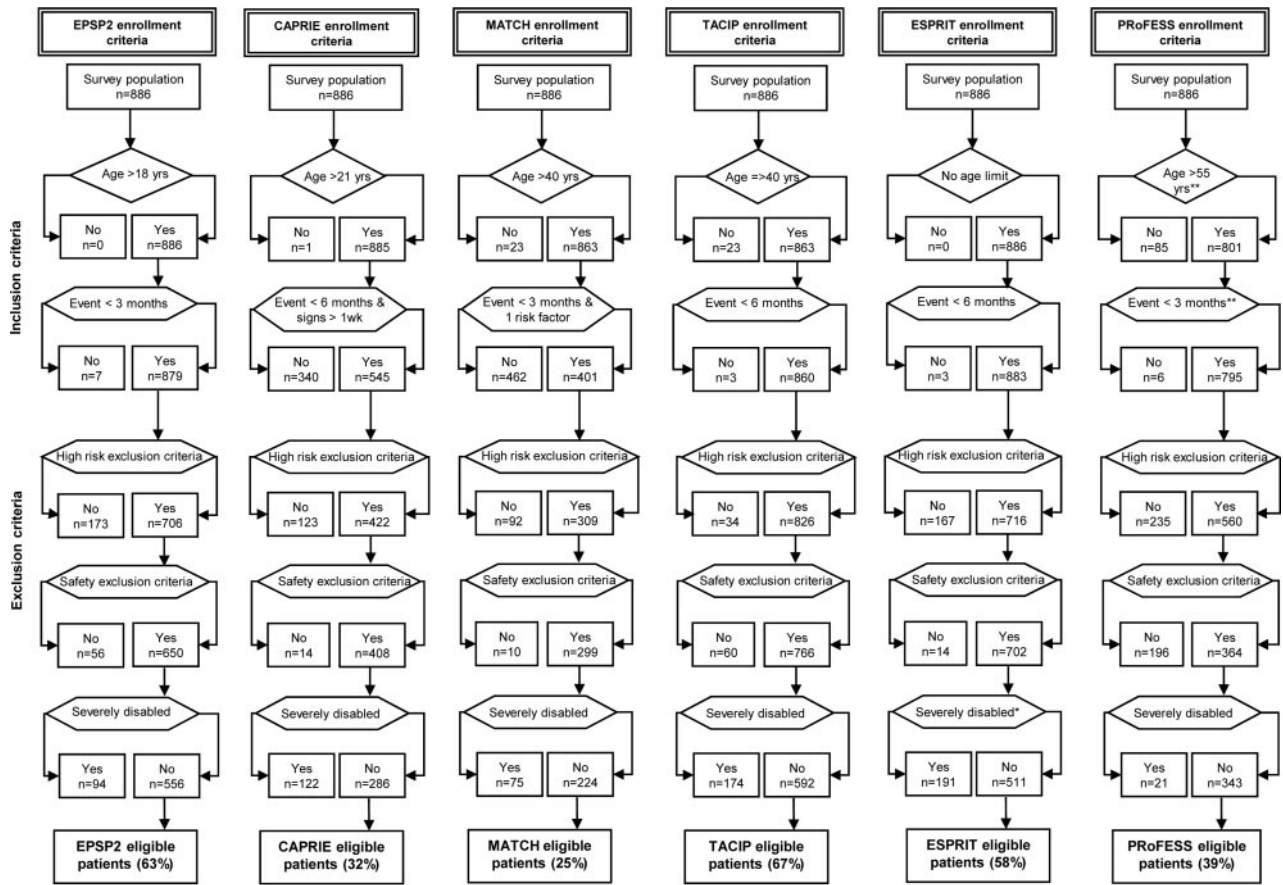 EPSP2 enrollment
criteria
Survey population
n=886
Age >18 yrs
No
n=0
Yes
n=886
Event < 3 months
No
n=7
Yes
n=879
High risk exclusion criteria
No
n=173
Yes
n=706
Safety exclusion criteria
No
n=56
Yes
n=650
Severely disabled
Yes
n=94
No
n=556
EPSP2 eligible
patients (63%)
CAPRIE enrollment
criteria
Survey population
n=886
Age >21 yrs
No
n=1
Yes
n=885
Event < 6 months &
signs > 1wk
No
n=340
Yes
n=545
High risk exclusion criteria
No
n=123
Yes
n=422
Safety exclusion criteria
No
n=14
Yes
n=408
Severely disabled
Yes
n=122
No
n=286
CAPRIE eligible
patients (32%)
MATCH enrollment
criteria
Survey population
n=886
Age >40 yrs
No
n=23
Yes
n=863
Event < 3 months &
1 risk factor
No
n=462
Yes
n=401
High risk exclusion criteria
No
n=92
Yes
n=309
Safety exclusion criteria
No
n=10
Yes
n=299
Severely disabled
Yes
n=75
No
n=224
MATCH eligible
patients (25%)
TACIP enrollment
criteria
Survey population
n=886
Age =>40 yrs
No
n=23
Yes
n=863
Event < 6 months
No
n=3
Yes
n=860
High risk exclusion criteria
No
n=34
Yes
n=826
Safety exclusion criteria
No
n=60
Yes
n=766
Severely disabled
Yes
n=174
No
n=592
TACIP eligible
patients (67%)
ESPRIT enrollment
criteria
Survey population
n=886
No age limit
No
n=0
Yes
n=886
Event < 6 months
No
n=3
Yes
n=883
High risk exclusion criteria
No
n=167
Yes
n=716
Safety exclusion criteria
No
n=14
Yes
n=702
Severely disabled*
Yes
n=191
No
n=511
ESPRIT eligible
patients (58%)
PRoFESS enrollment
criteria
Survey population
n=886
Age >55
yrs**
No
n=85
Yes
n=801
Event < 3 months**
No
n=6
Yes
n=795
High risk exclusion criteria
No
n=235
Yes
n=560
Safety exclusion criteria
No
n=196
Yes
n=364
Severely disabled
Yes
n=21
No
n=343
PRoFESS eligible
patients (39%)
Inclusion criteria
Exclusion criteria